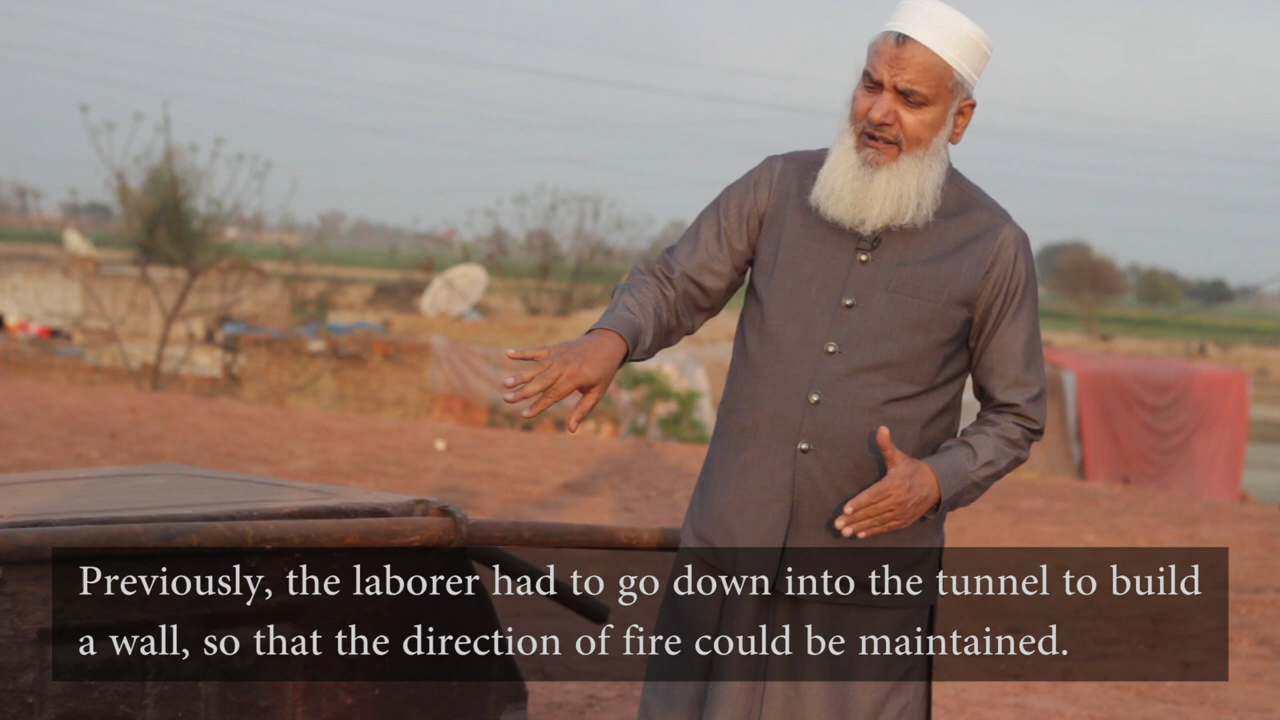 Previously, the laborer had to go down into the tunnel to build
a wall, so that the direction of fire could be maintained.